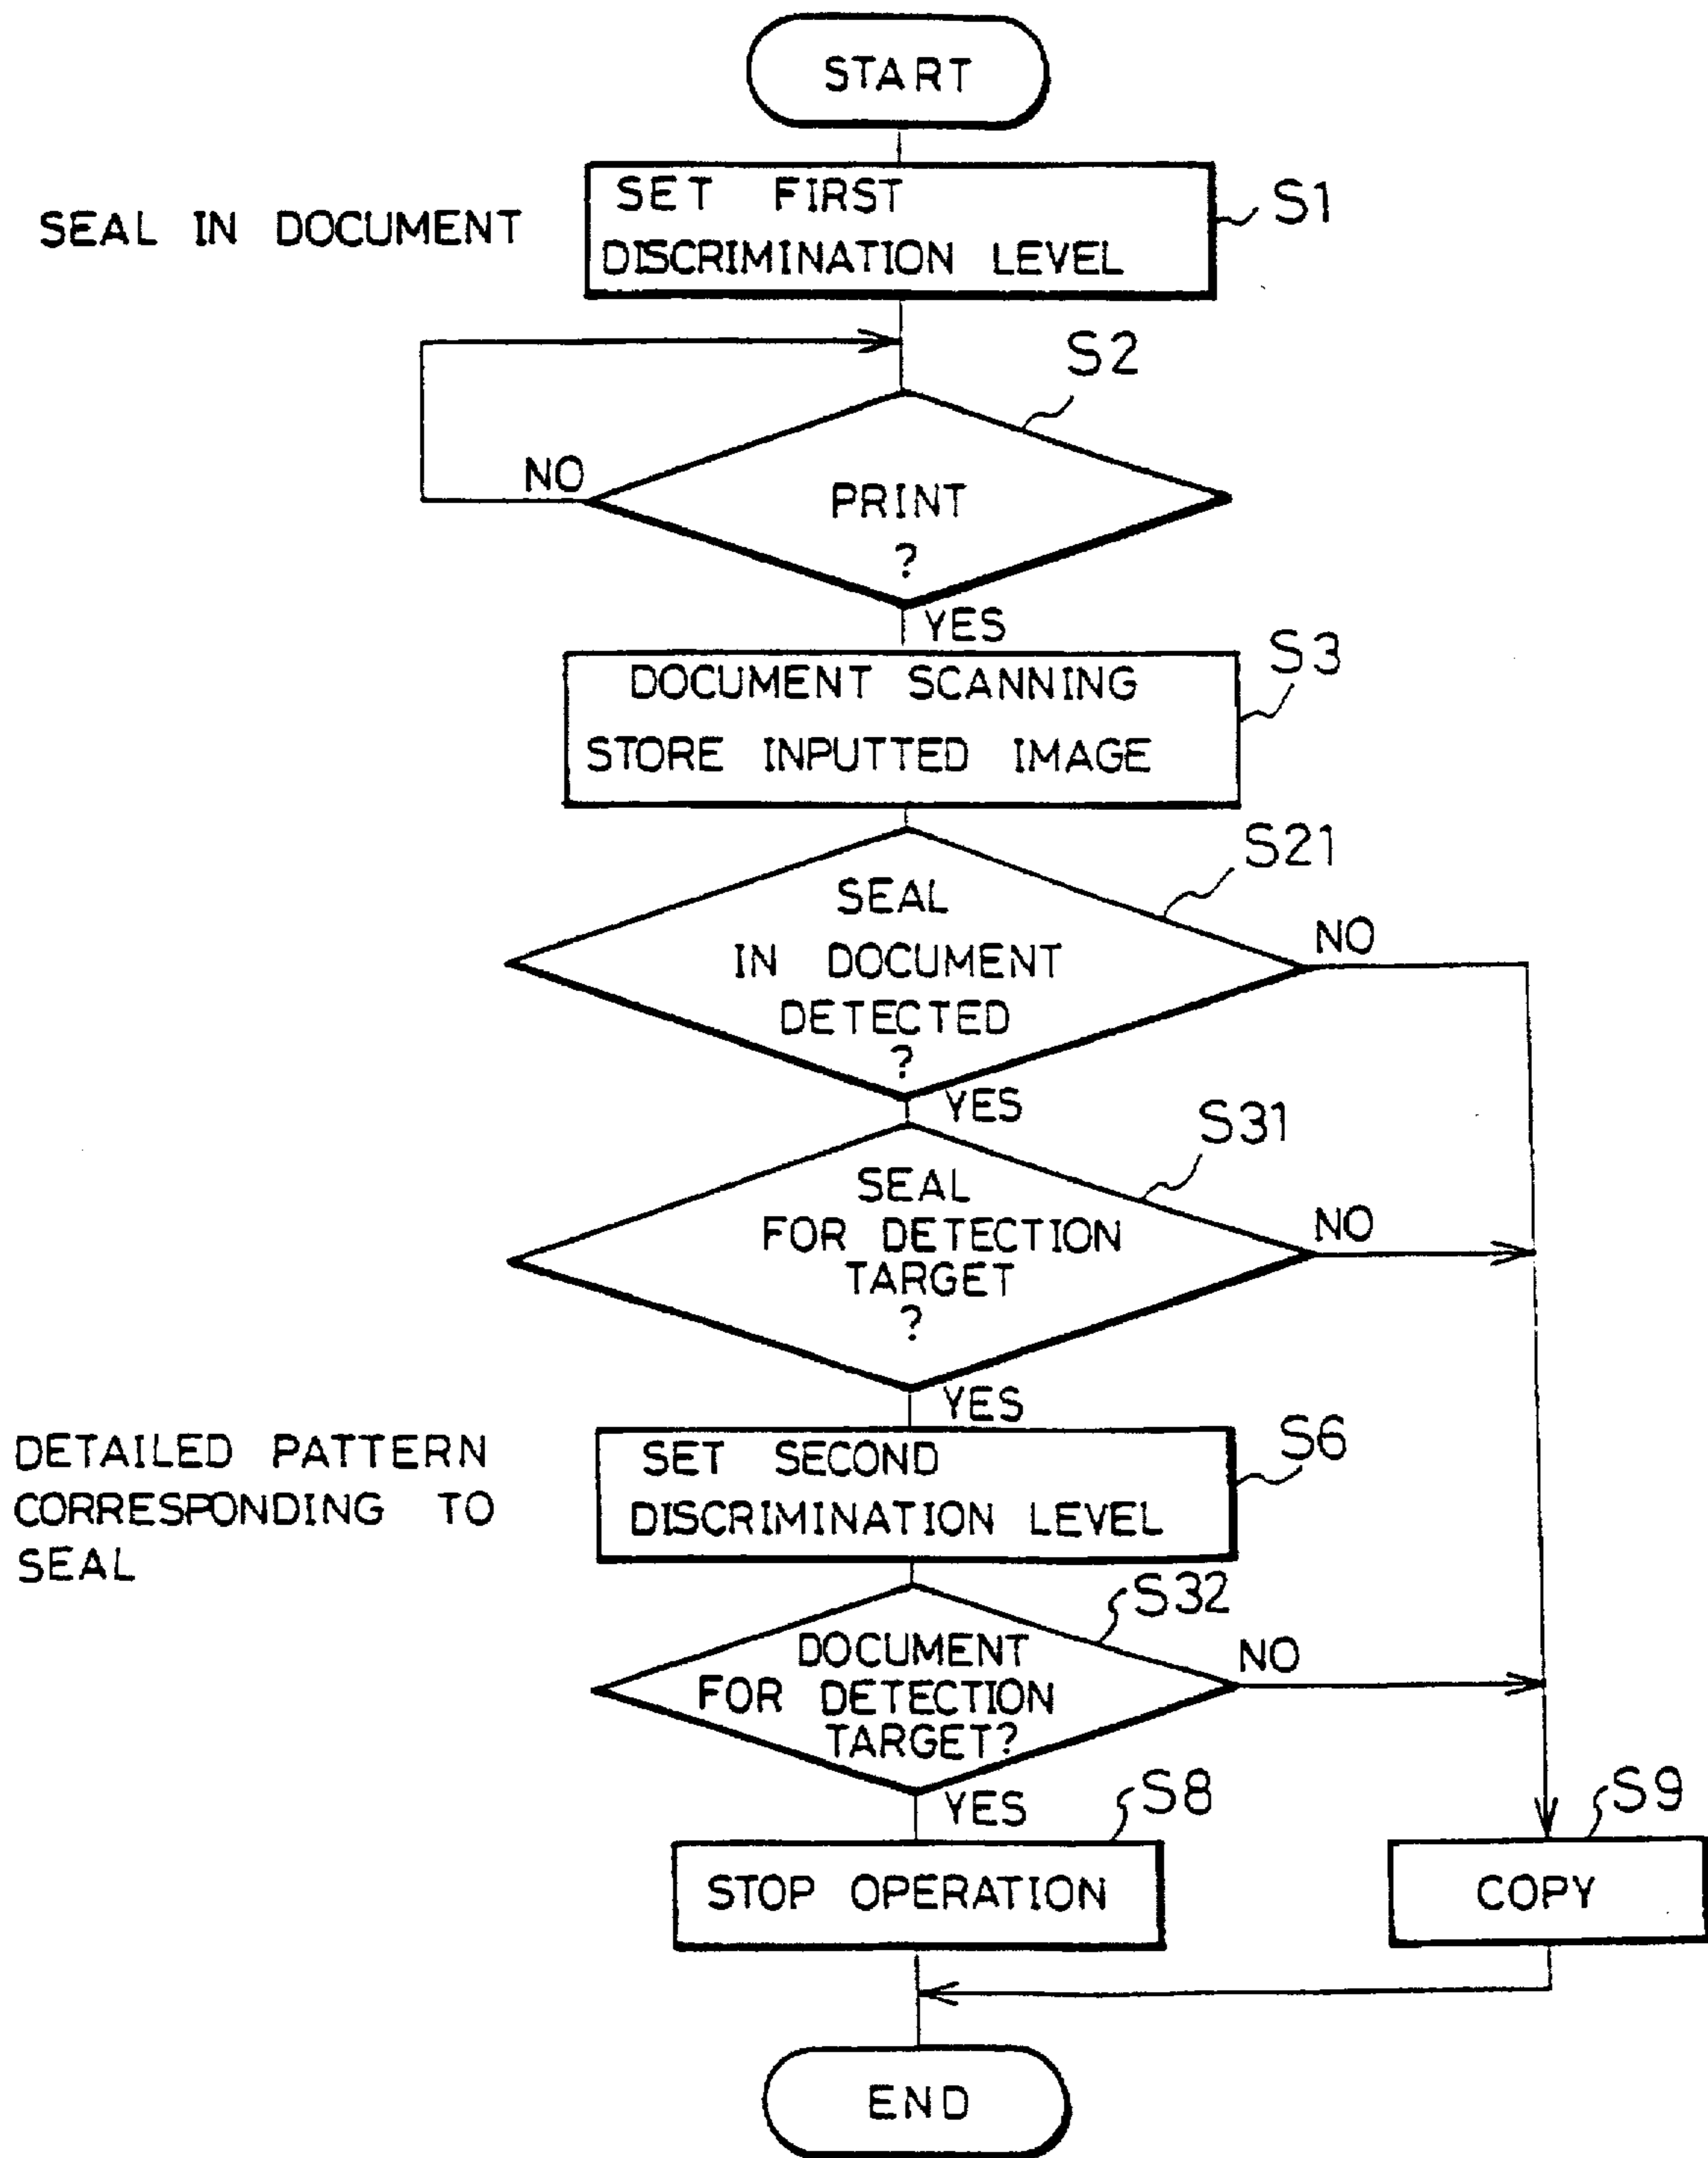 START
SEAL IN DOCUMENT
SET FIRST
DISCRIMINATION LEVEL
S1
S2
NO
PRINT
?
YES
S3
DOCUMENT SCANNING
STORE INPUTTED IMAGE
S21
SEAL
IN DOCUMENT
DETECTED
?
NO
YES
S31
SEAL
FOR DETECTION
TARGET
?
NO
YES
DETAILED PATTERN
CORRESPONDING TO
SEAL
SET SECOND
DISCRIMINATION LEVEL
S6
S32
DOCUMENT
FOR DETECTION
TARGET?
NO
YES
S8
STOP OPERATION
S9
COPY
END